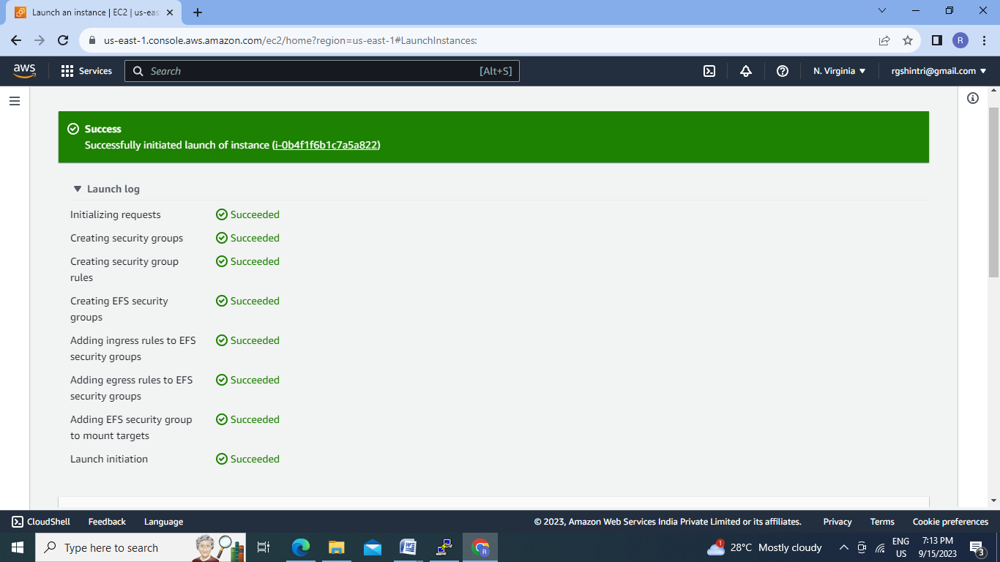 Launch an instance | EC2 | us-eas
us-east-1.console.aws.amazon.com/ec2/home?region=us-east-1#LaunchInstances:
R
aws
Services
Search
[Alt+S]
N. Virginia
rgshintri@gmail.com
Success
Successfully initiated launch of instance (i-0b4f1f6b1c7a5a822)
Launch log
Initializing requests
Succeeded
Creating security groups
Succeeded
Creating security group
rules
Succeeded
Creating EFS security
groups
Succeeded
Adding ingress rules to EFS
security groups
Succeeded
Adding egress rules to EFS
security groups
Succeeded
Adding EFS security group
to mount targets
Succeeded
Launch initiation
Succeeded
CloudShell
Feedback
Language
© 2023, Amazon Web Services India Private Limited or its affiliates.
Privacy
Terms
Cookie preferences
Type here to search
W
R
1
28°C Mostly cloudy
ENG
US
7:13 PM
9/15/2023
3